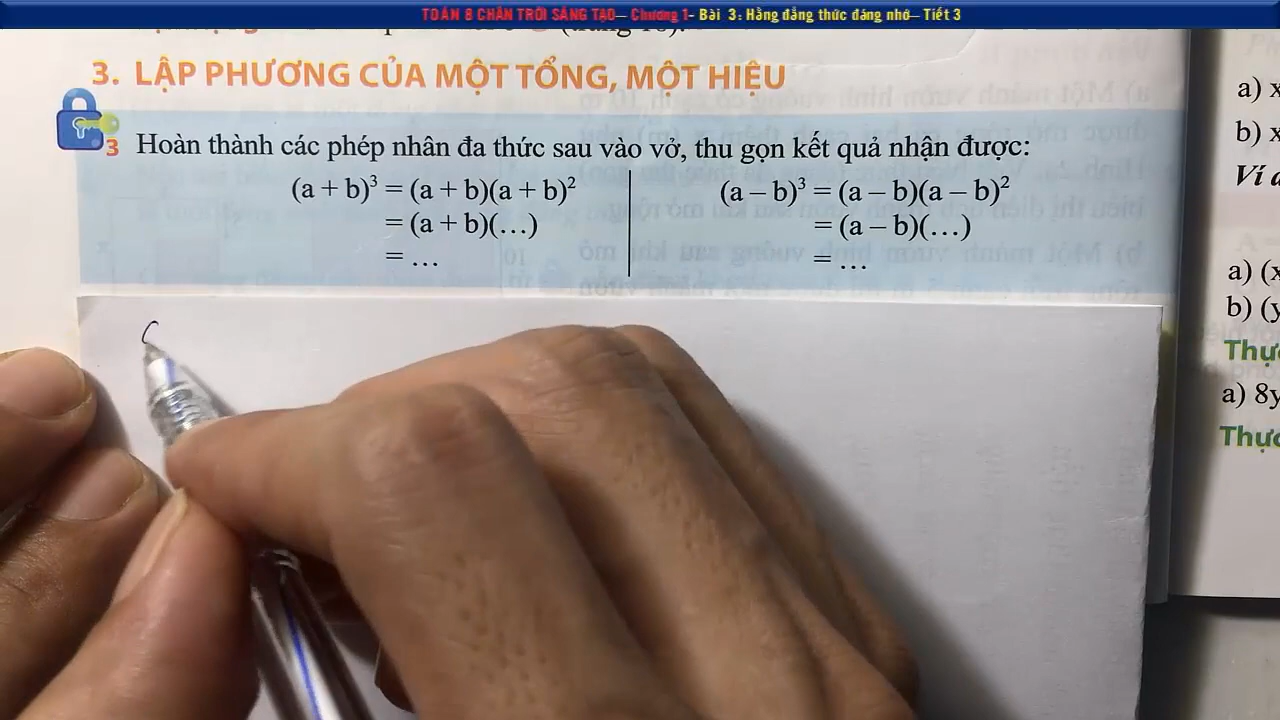 TOÁN 8 CHÂN TRỜI SÁNG TẠO– Chương 1- Bài 3: Hằng đẳng thức đáng nhớ– Tiết 3
3. LẬP PHƯƠNG CỦA MỘT TỔNG, MỘT HIỆU
3 Hoàn thành các phép nhân đa thức sau vào vở, thu gọn kết quả nhận được:
(a + b)³ = (a + b)(a + b)²
= (a + b)(…)
= …
(a – b)³ = (a – b)(a – b)²
= (a – b)(…)
= …
a) x
b) x
Ví
a) (x
b) (y
a) 8y